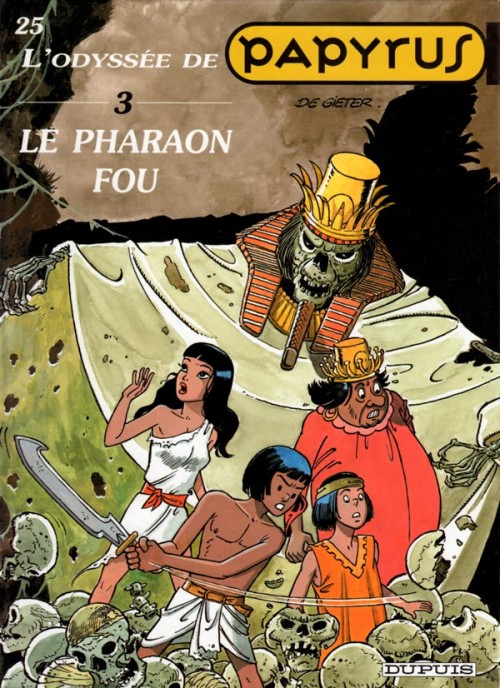 25
L'ODYSSÉE DE
PAPYRUS
DE GIETER.
3
LE PHARAON
FOU
DUPUIS